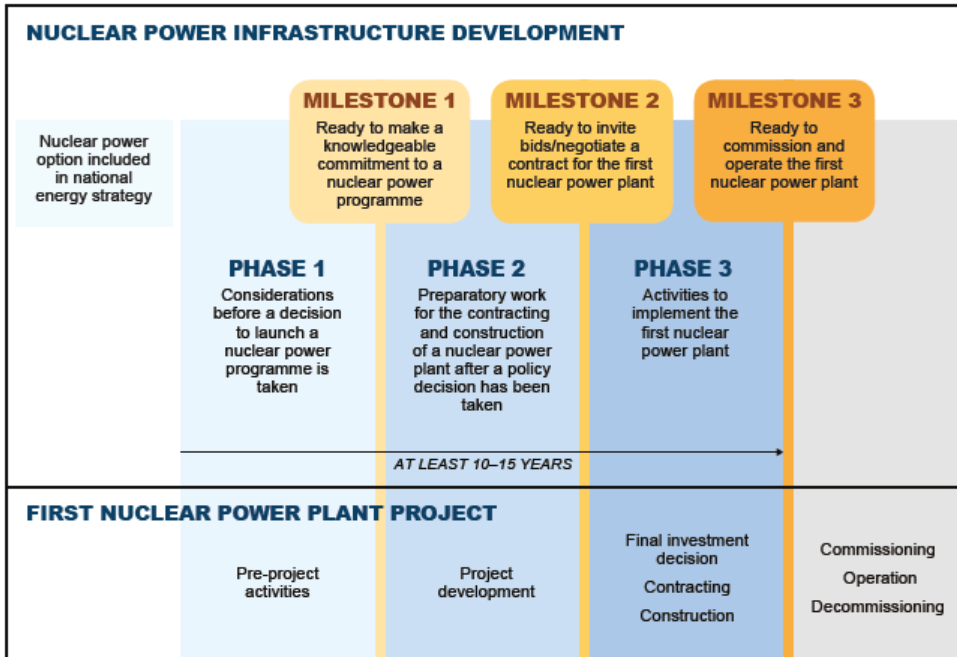 NUCLEAR POWER INFRASTRUCTURE DEVELOPMENT
Nuclear power
option included
in national
energy strategy
MILESTONE 1
Ready to make a
knowledgeable
commitment to a
nuclear power
programme
MILESTONE 2
Ready to invite
bids/negotiate a
contract for the first
nuclear power plant
MILESTONE 3
Ready to
commission and
operate the first
nuclear power plant
PHASE 1
Considerations
before a decision
to launch a
nuclear power
programme is
taken
PHASE 2
Preparatory work
for the contracting
and construction
of a nuclear power
plant after a policy
decision has been
taken
PHASE 3
Activities to
implement the
first nuclear
power plant
AT LEAST 10–15 YEARS
FIRST NUCLEAR POWER PLANT PROJECT
Pre-project
activities
Project
development
Final investment
decision
Contracting
Construction
Commissioning
Operation
Decommissioning